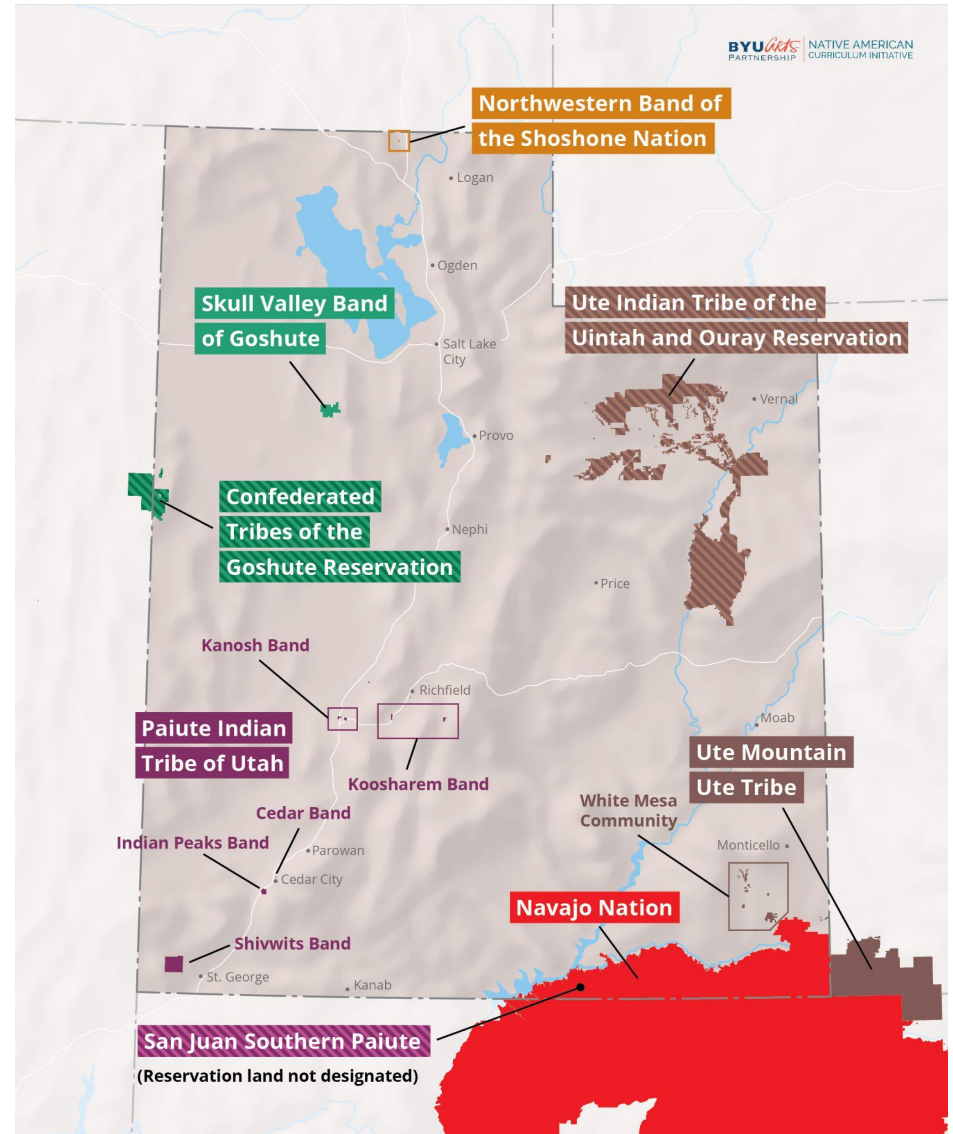 BYU ARTS
PARTNERSHIP
NATIVE AMERICAN
CURRICULUM INITIATIVE
Northwestern Band of
the Shoshone Nation
Logan
Ogden
Skull Valley Band
of Goshute
Ute Indian Tribe of the
Uintah and Ouray Reservation
Salt Lake
City
Vernal
Provo
Confederated
Tribes of the
Goshute Reservation
Nephi
Price
Kanosh Band
Richfield
Paiute Indian
Tribe of Utah
Koosharem Band
Moab
Ute Mountain
Ute Tribe
White Mesa
Community
Cedar Band
Indian Peaks Band
Parowan
Monticello
Cedar City
Navajo Nation
Shivwits Band
St. George
Kanab
San Juan Southern Paiute
(Reservation land not designated)